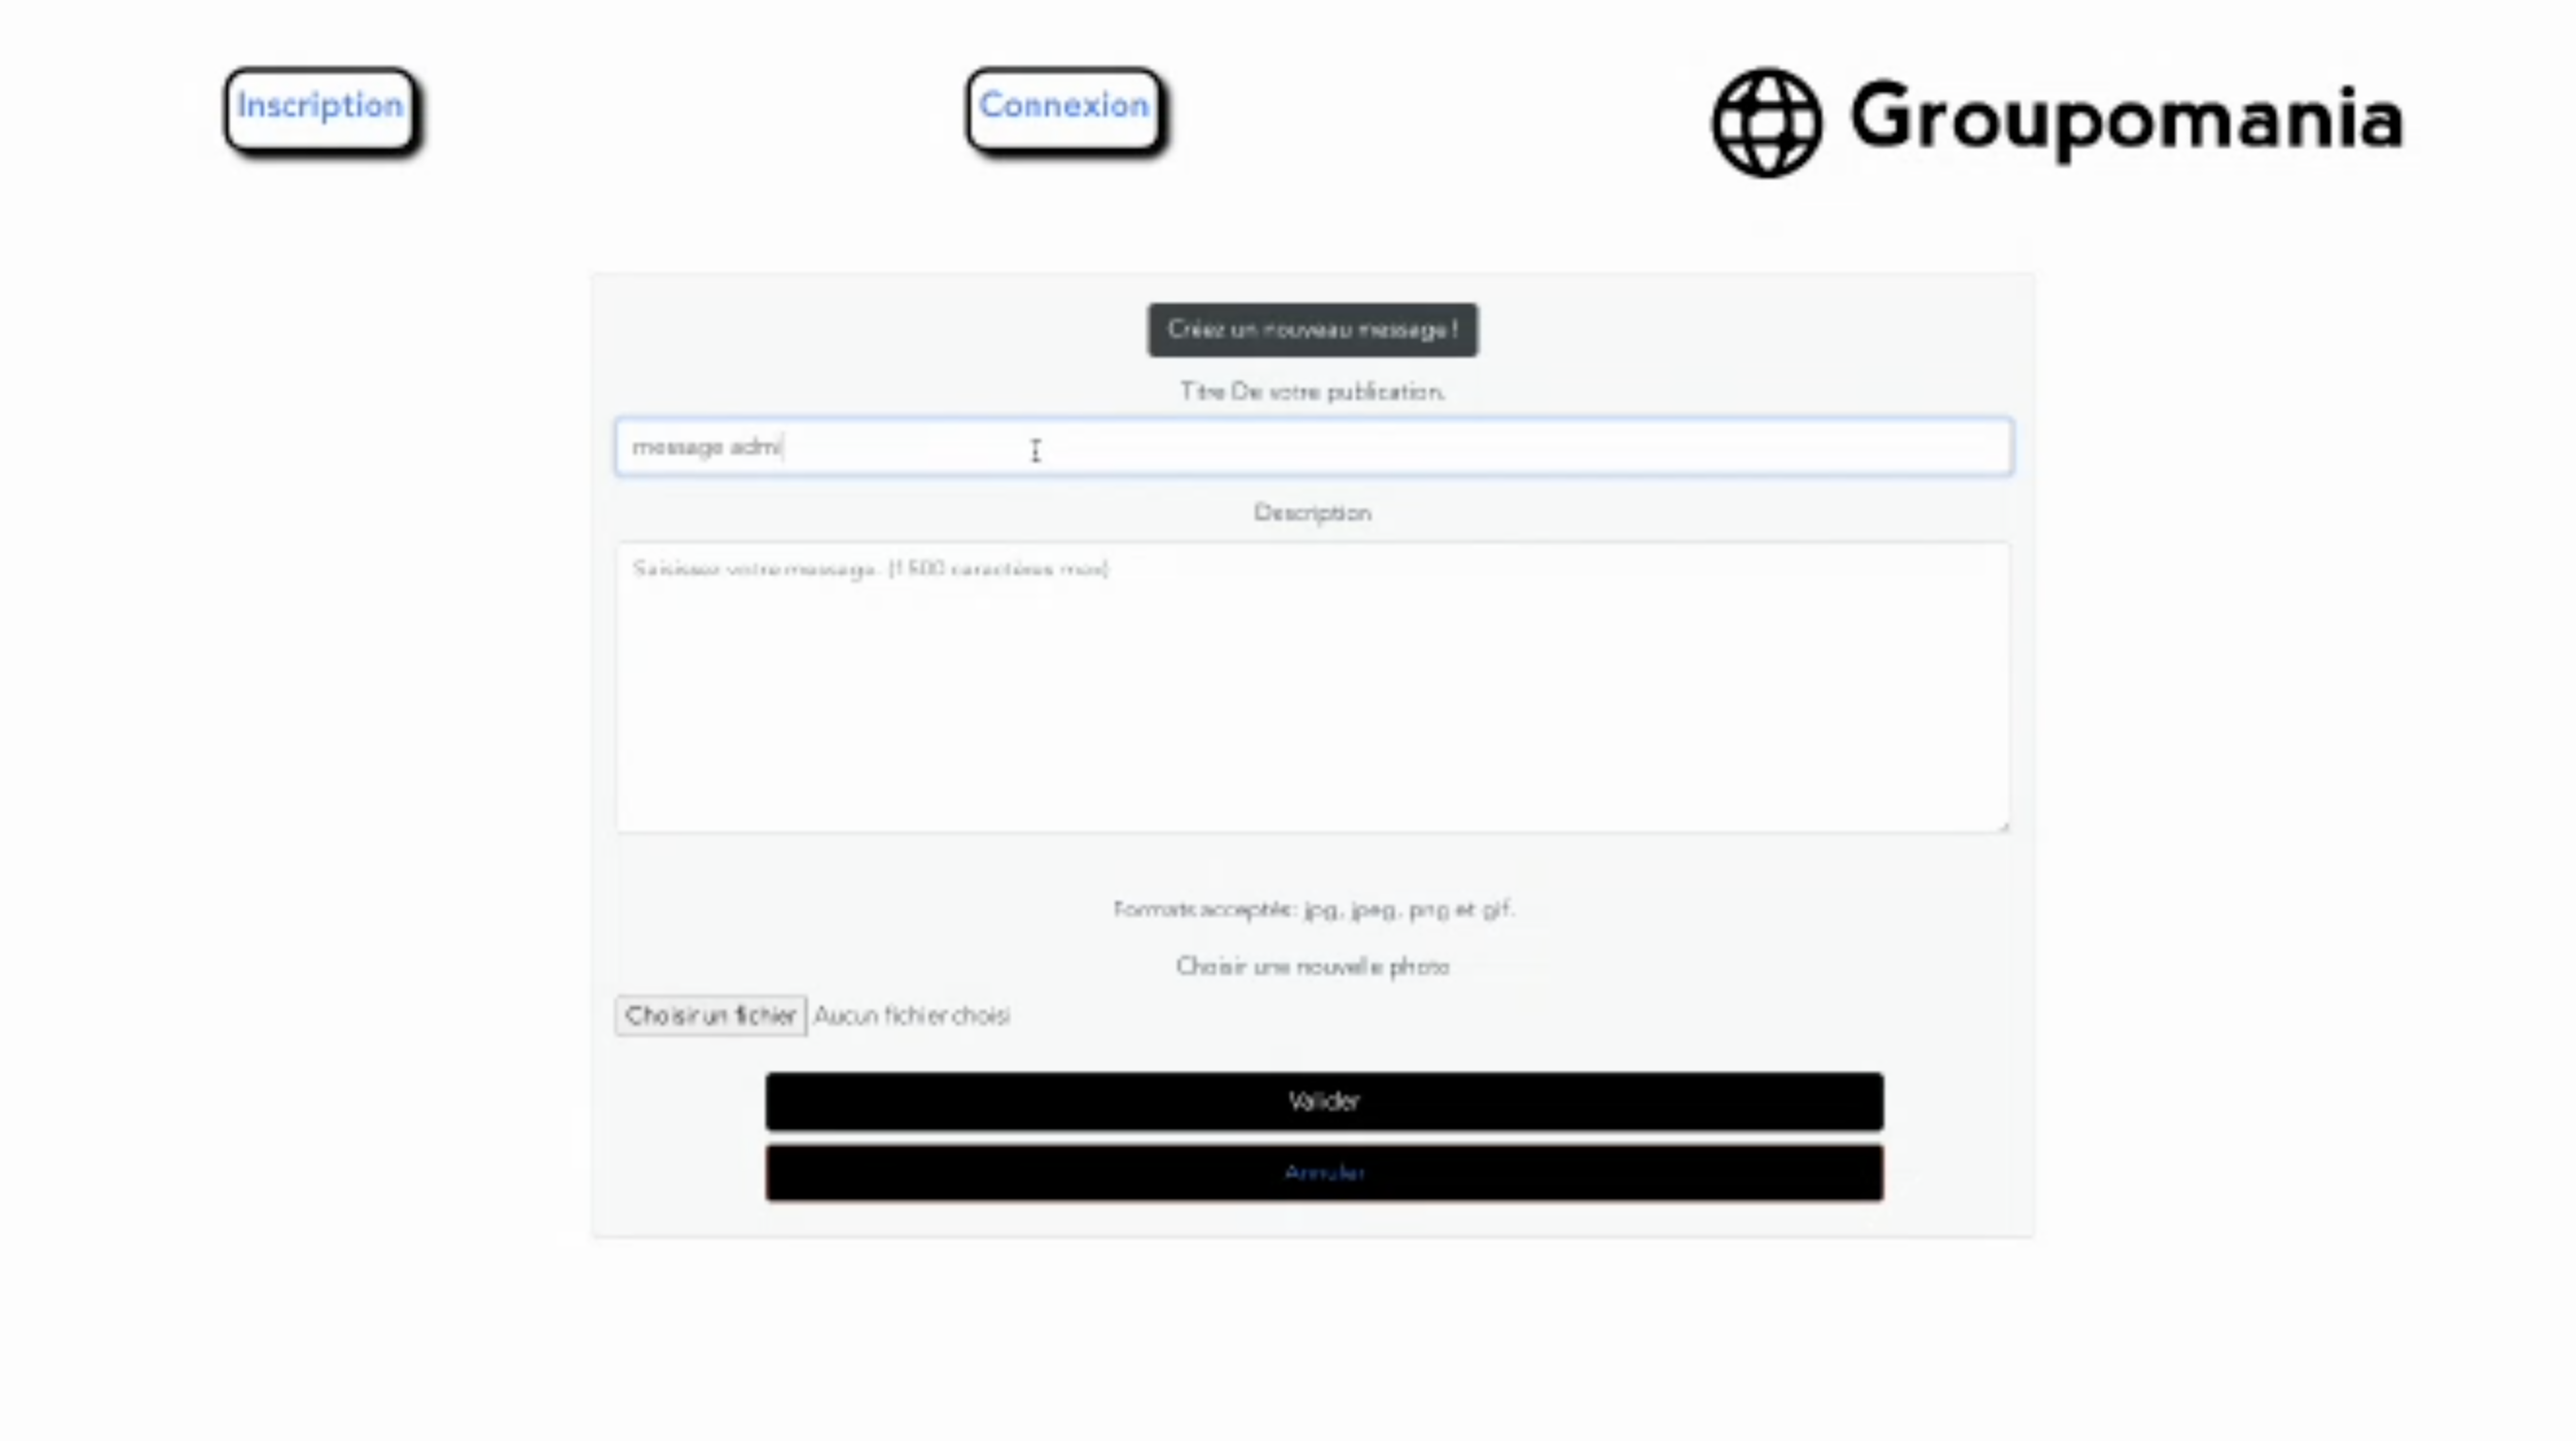 Inscription
Connexion
Groupomania
Créez un nouveau message !
Titre De votre publication.
message admi
Description
Saisissez votre message. (1500 caractères max)
Formats acceptés: jpg, jpeg, png et gif.
Choisir une nouvelle photo
Choisir un fichier Aucun fichier choisi
Valider
Annuler